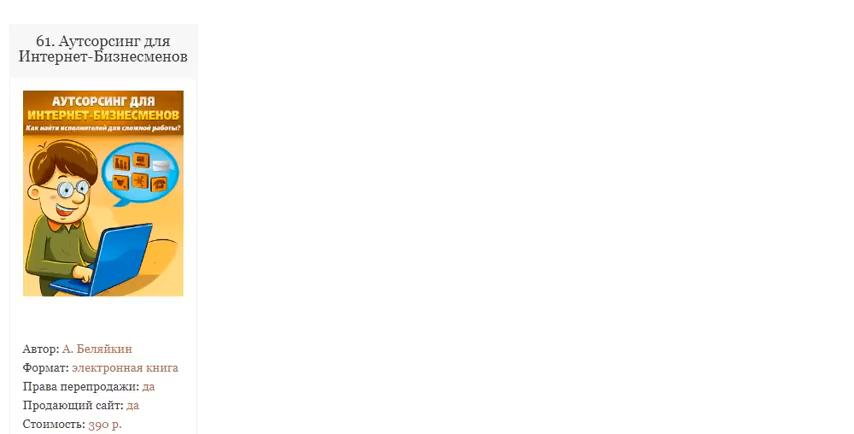 61. Аутсорсинг для
Интернет-Бизнесменов
АУТСОРСИНГ ДЛЯ
ИНТЕРНЕТ-БИЗНЕСМЕНОВ
Как найти исполнителей для сложной работы?
Автор: А. Беляйкин
Формат: электронная книга
Права перепродажи: да
Продающий сайт: да
Стоимость: 390 р.